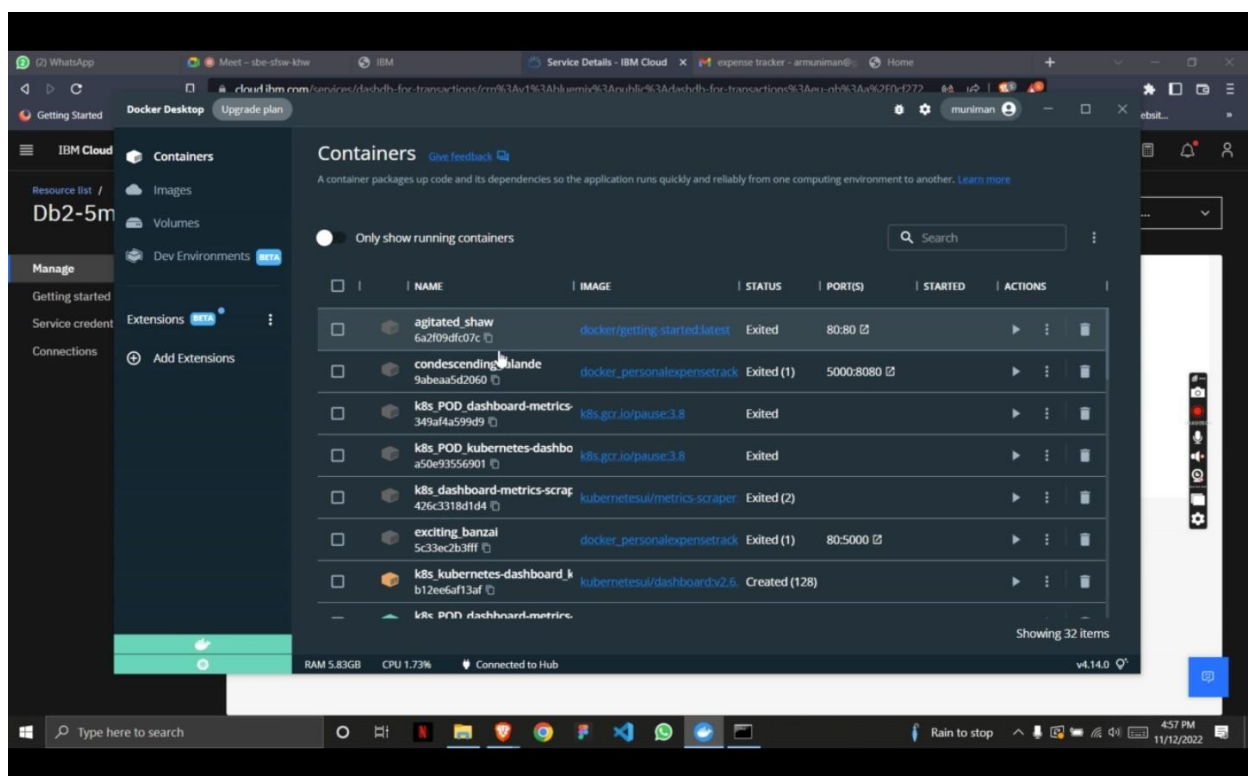 (2) WhatsApp
Meet – sbe-sfsw-khw
IBM
Service Details - IBM Cloud
expense tracker - armuniman@
Home
Getting Started
IBM Cloud
Resource list /
Db2-5m
Manage
Getting started
Service credent
Connections
Docker Desktop
Upgrade plan
muniman
Containers
Images
Volumes
Dev Environments BETA
Extensions BETA
Add Extensions
Containers Give feedback
A container packages up code and its dependencies so the application runs quickly and reliably from one computing environment to another. Learn more
Only show running containers
Search
NAME IMAGE STATUS PORT(S) STARTED ACTIONS
agitated_shaw docker/getting-started:latest Exited 80:80
6a2f09dfc07c
condescending alande docker_personalexpensetrack Exited (1) 5000:8080
9abeaa5d2060
k8s_POD_dashboard-metrics- k8s.gcr.io/pause:3.8 Exited
349af4a599d9
k8s_POD_kubernetes-dashbo k8s.gcr.io/pause:3.8 Exited
a50e93556901
k8s_dashboard-metrics-scrap kubernetesui/metrics-scraper Exited (2)
426c3318d1d4
exciting_banzai docker_personalexpensetrack Exited (1) 80:5000
5c33ec2b3fff
k8s_kubernetes-dashboard_k kubernetesui/dashboard:v2.6. Created (128)
b12ee6af13af
k8s_POD_dashboard-metrics-
Showing 32 items
RAM 5.83GB CPU 1.73% Connected to Hub
v4.14.0
ebsit...
Type here to search
Rain to stop
4:57 PM
11/12/2022